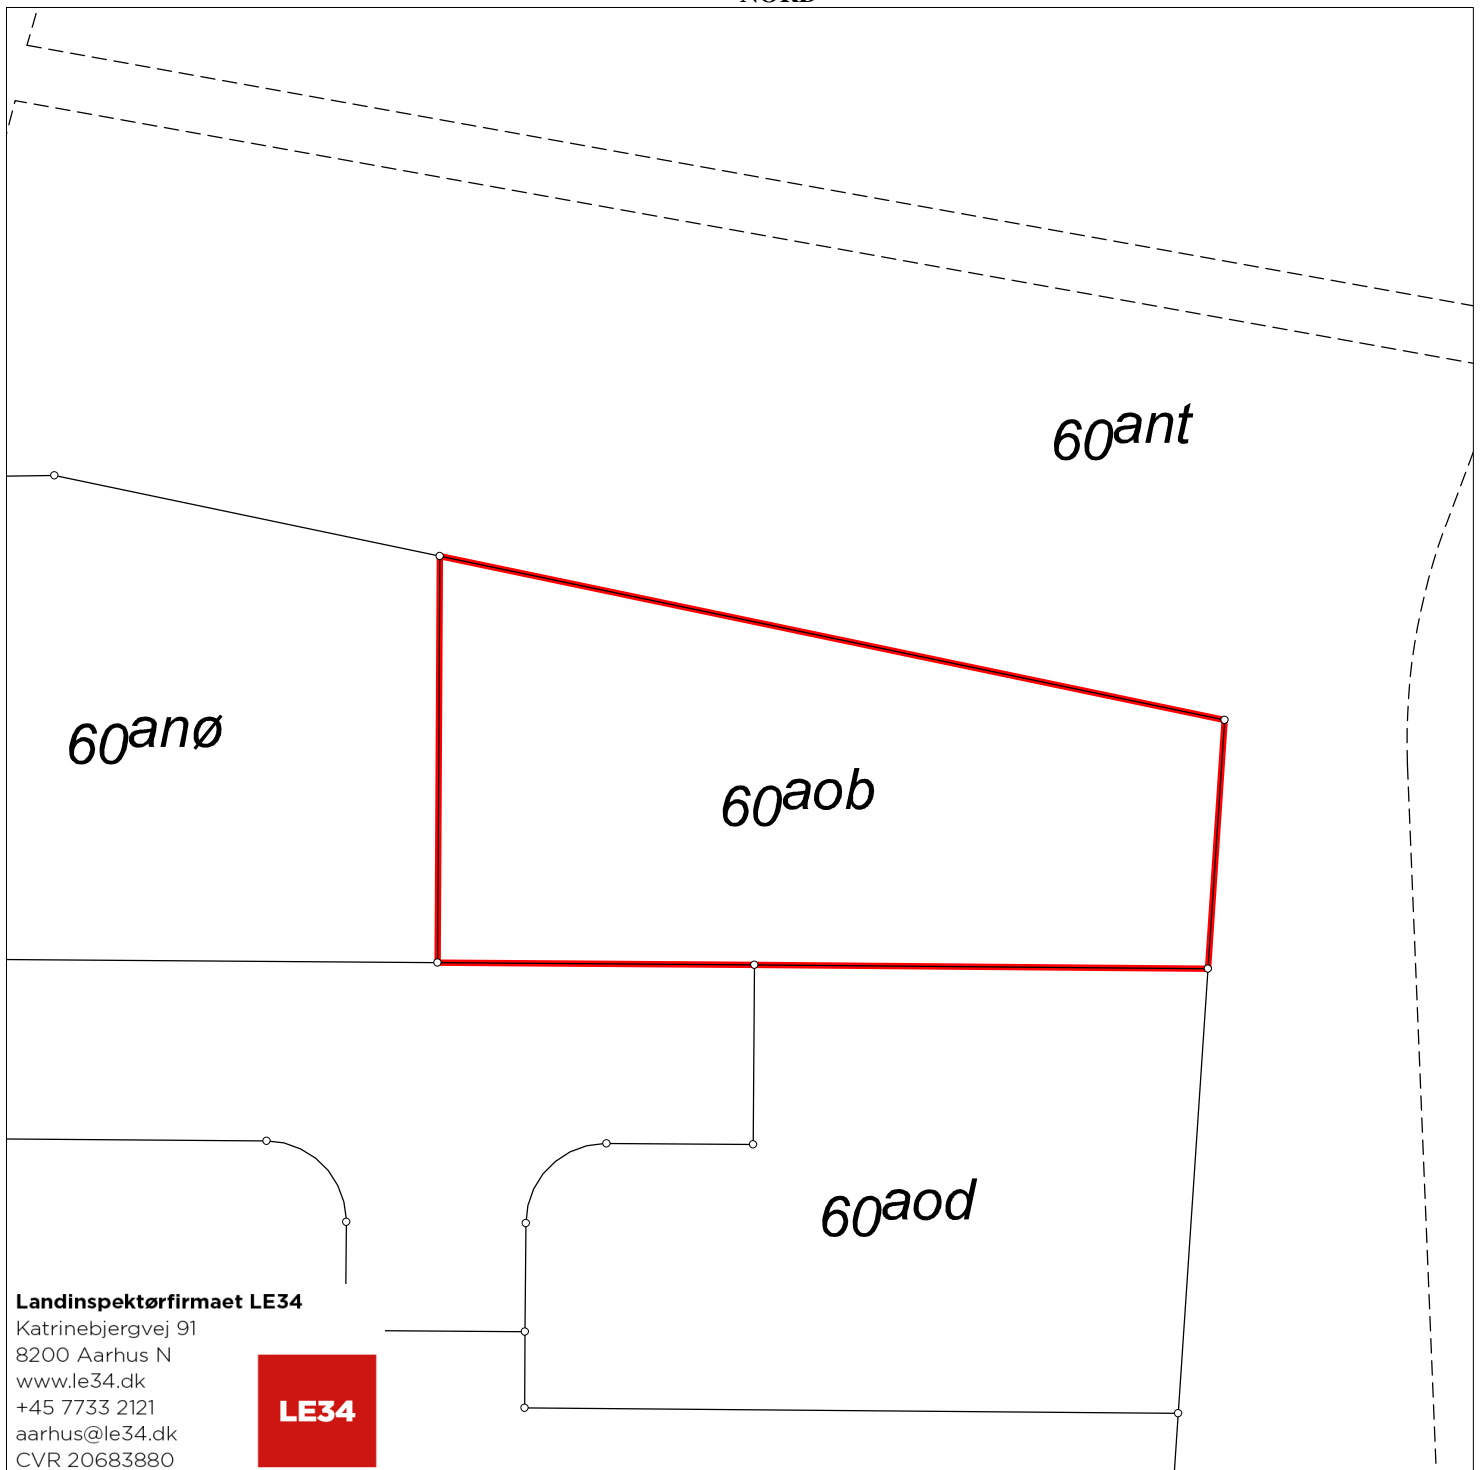 NORD
60ant
60anø
60aob
60aod
Landinspektørfirmaet LE34
Katrinebjergvej 91
8200 Aarhus N
www.le34.dk
+45 7733 2121
aarhus@le34.dk
CVR 20683880
LE34